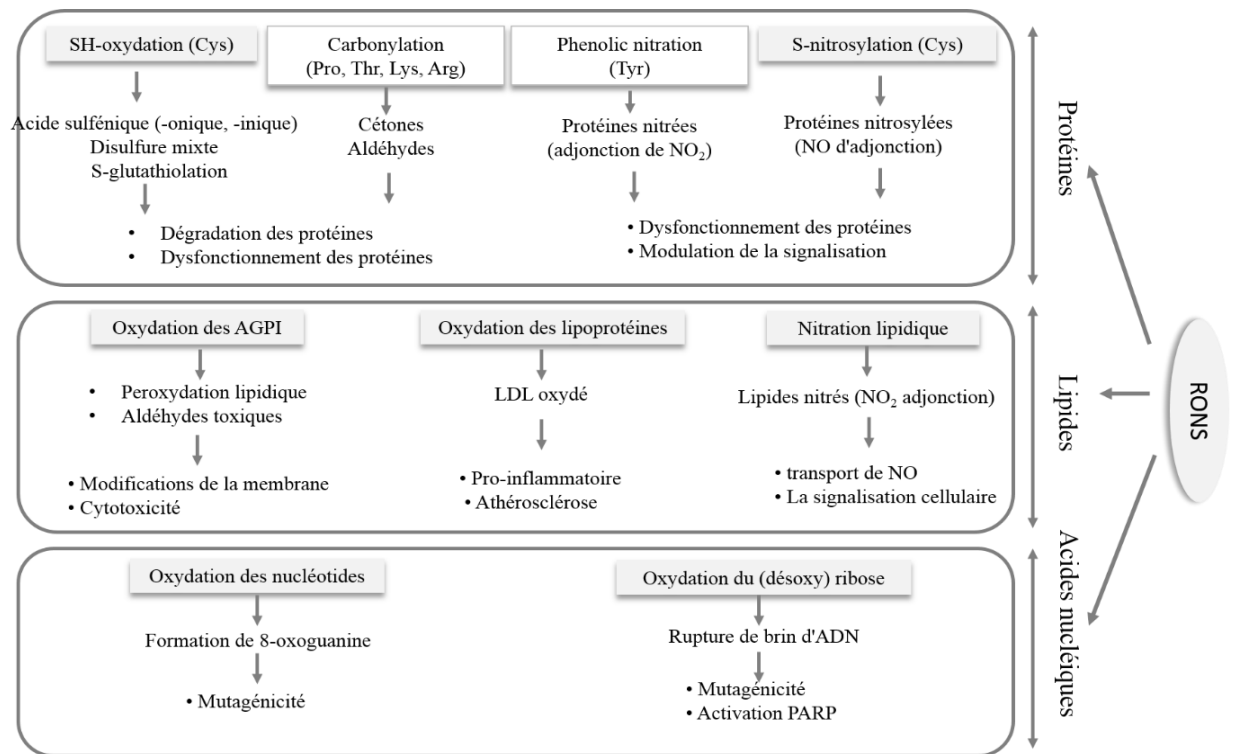 SH-oxydation (Cys)
Carbonylation
(Pro, Thr, Lys, Arg)
Phenolic nitration
(Tyr)
S-nitrosylation (Cys)
Acide sulfénique (-onique, -inique)
Disulfure mixte
S-glutathiolation
Cétones
Aldéhydes
Protéines nitrées
(adjonction de NO₂)
Protéines nitrosylées
(NO d'adjonction)
• Dégradation des protéines
• Dysfonctionnement des protéines
• Dysfonctionnement des protéines
• Modulation de la signalisation
Protéines
Oxydation des AGPI
Oxydation des lipoprotéines
Nitration lipidique
• Peroxydation lipidique
• Aldéhydes toxiques
LDL oxydé
Lipides nitrés (NO₂ adjonction)
• Modifications de la membrane
• Cytotoxicité
• Pro-inflammatoire
• Athérosclérose
• transport de NO
• La signalisation cellulaire
Lipides
RONS
Oxydation des nucléotides
Oxydation du (désoxy) ribose
Formation de 8-oxoguanine
Rupture de brin d'ADN
• Mutagénicité
• Mutagénicité
• Activation PARP
Acides nucléiques